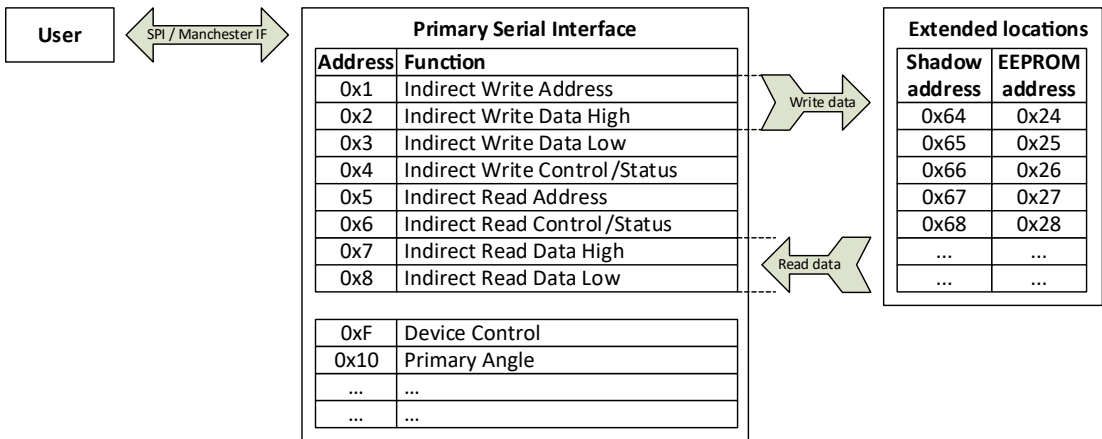 User
SPI / Manchester IF
Primary Serial Interface
Address Function
0x1 Indirect Write Address
0x2 Indirect Write Data High
0x3 Indirect Write Data Low
0x4 Indirect Write Control/Status
0x5 Indirect Read Address
0x6 Indirect Read Control/Status
0x7 Indirect Read Data High
0x8 Indirect Read Data Low
0xF Device Control
0x10 Primary Angle
... ...
... ...
Write data
Read data
Extended locations
Shadow EEPROM
address address
0x64 0x24
0x65 0x25
0x66 0x26
0x67 0x27
0x68 0x28
... ...
... ...